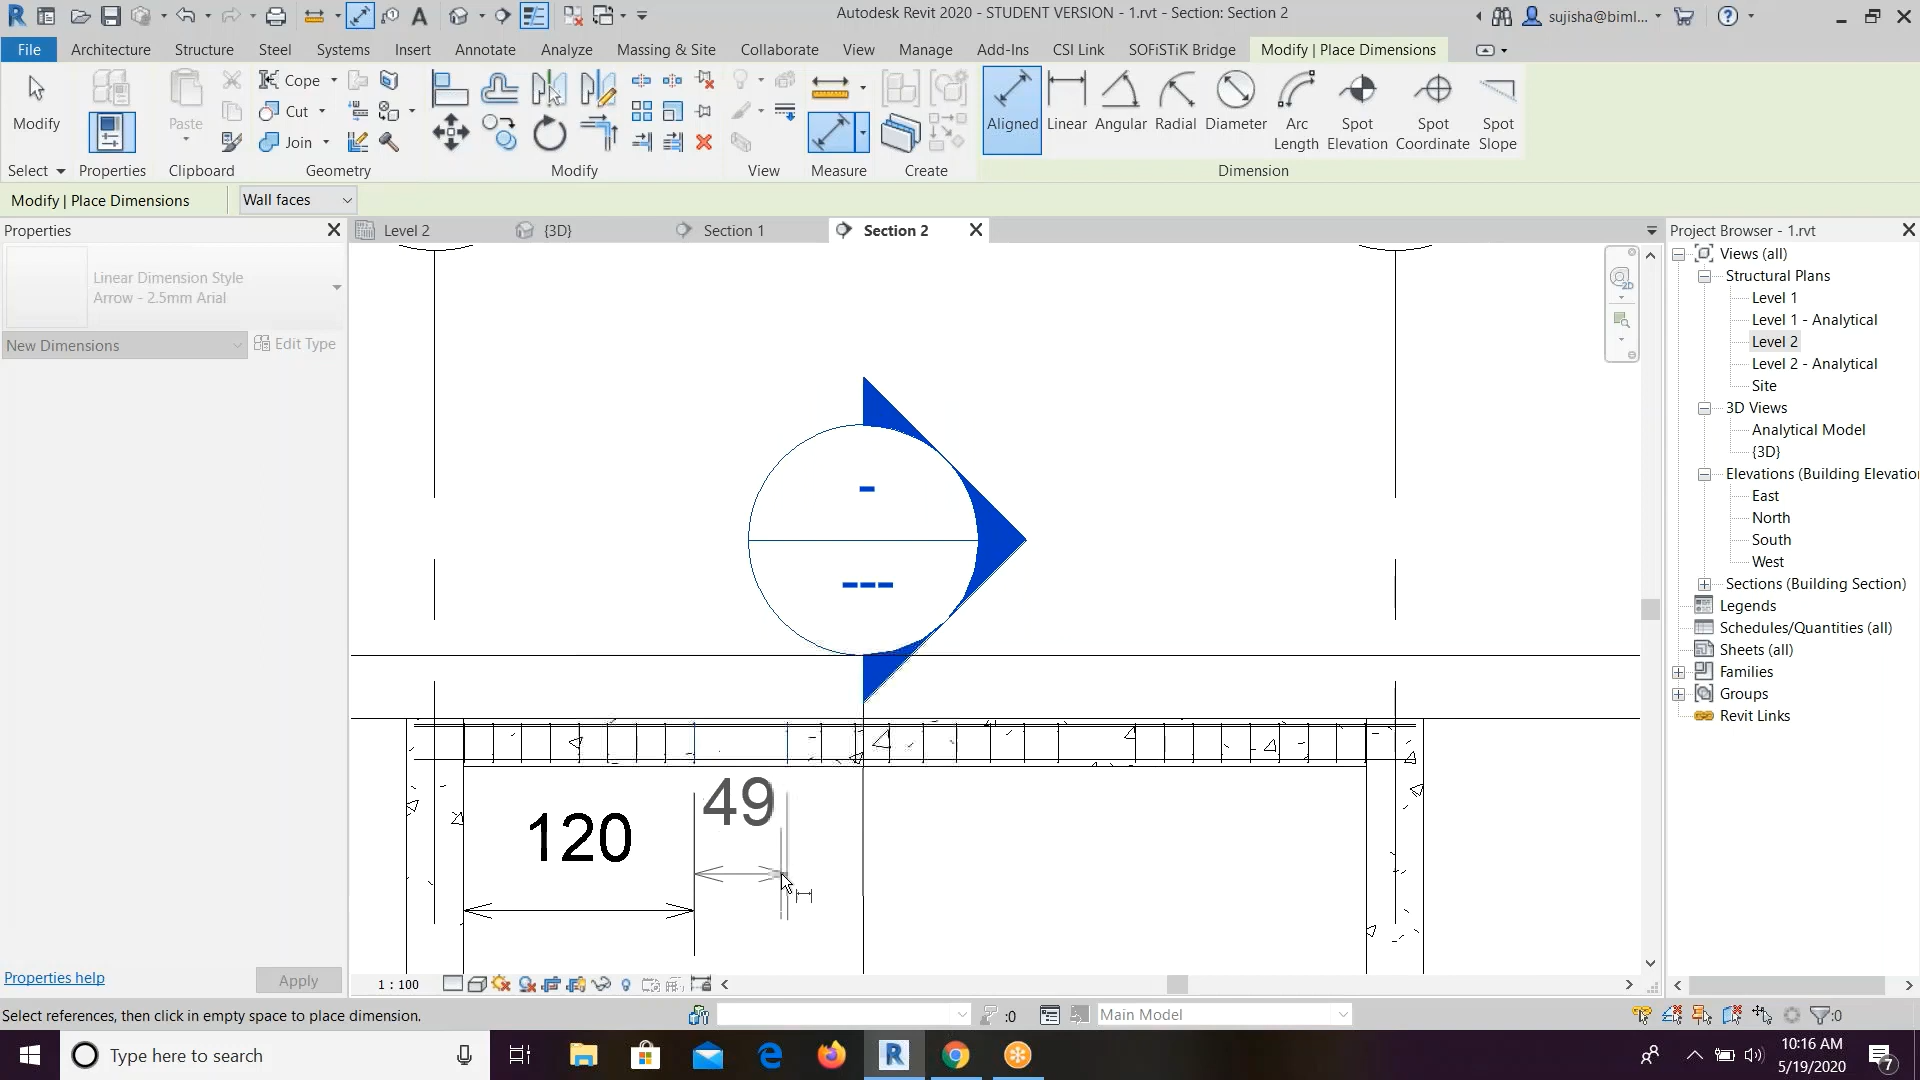 Autodesk Revit 2020 - STUDENT VERSION - 1.rvt - Section: Section 2
sujisha@biml...
File Architecture Structure Steel Systems Insert Annotate Analyze Massing & Site Collaborate View Manage Add-Ins CSI Link SOFiSTiK Bridge Modify | Place Dimensions
Modify
Paste
Cope
Cut
Join
Aligned Linear Angular Radial Diameter Arc Length Spot Elevation Spot Coordinate Spot Slope
Select Properties Clipboard Geometry Modify View Measure Create Dimension
Modify | Place Dimensions Wall faces
Properties
Linear Dimension Style
Arrow - 2.5mm Arial
New Dimensions Edit Type
Properties help Apply
Level 2 {3D} Section 1 Section 2
2D
49
120
1 : 100
Project Browser - 1.rvt
Views (all)
Structural Plans
Level 1
Level 1 - Analytical
Level 2
Level 2 - Analytical
Site
3D Views
Analytical Model
{3D}
Elevations (Building Elevatio
East
North
South
West
Sections (Building Section)
Legends
Schedules/Quantities (all)
Sheets (all)
Families
Groups
Revit Links
Select references, then click in empty space to place dimension.
:0
Main Model
:0
Type here to search
10:16 AM
5/19/2020
7